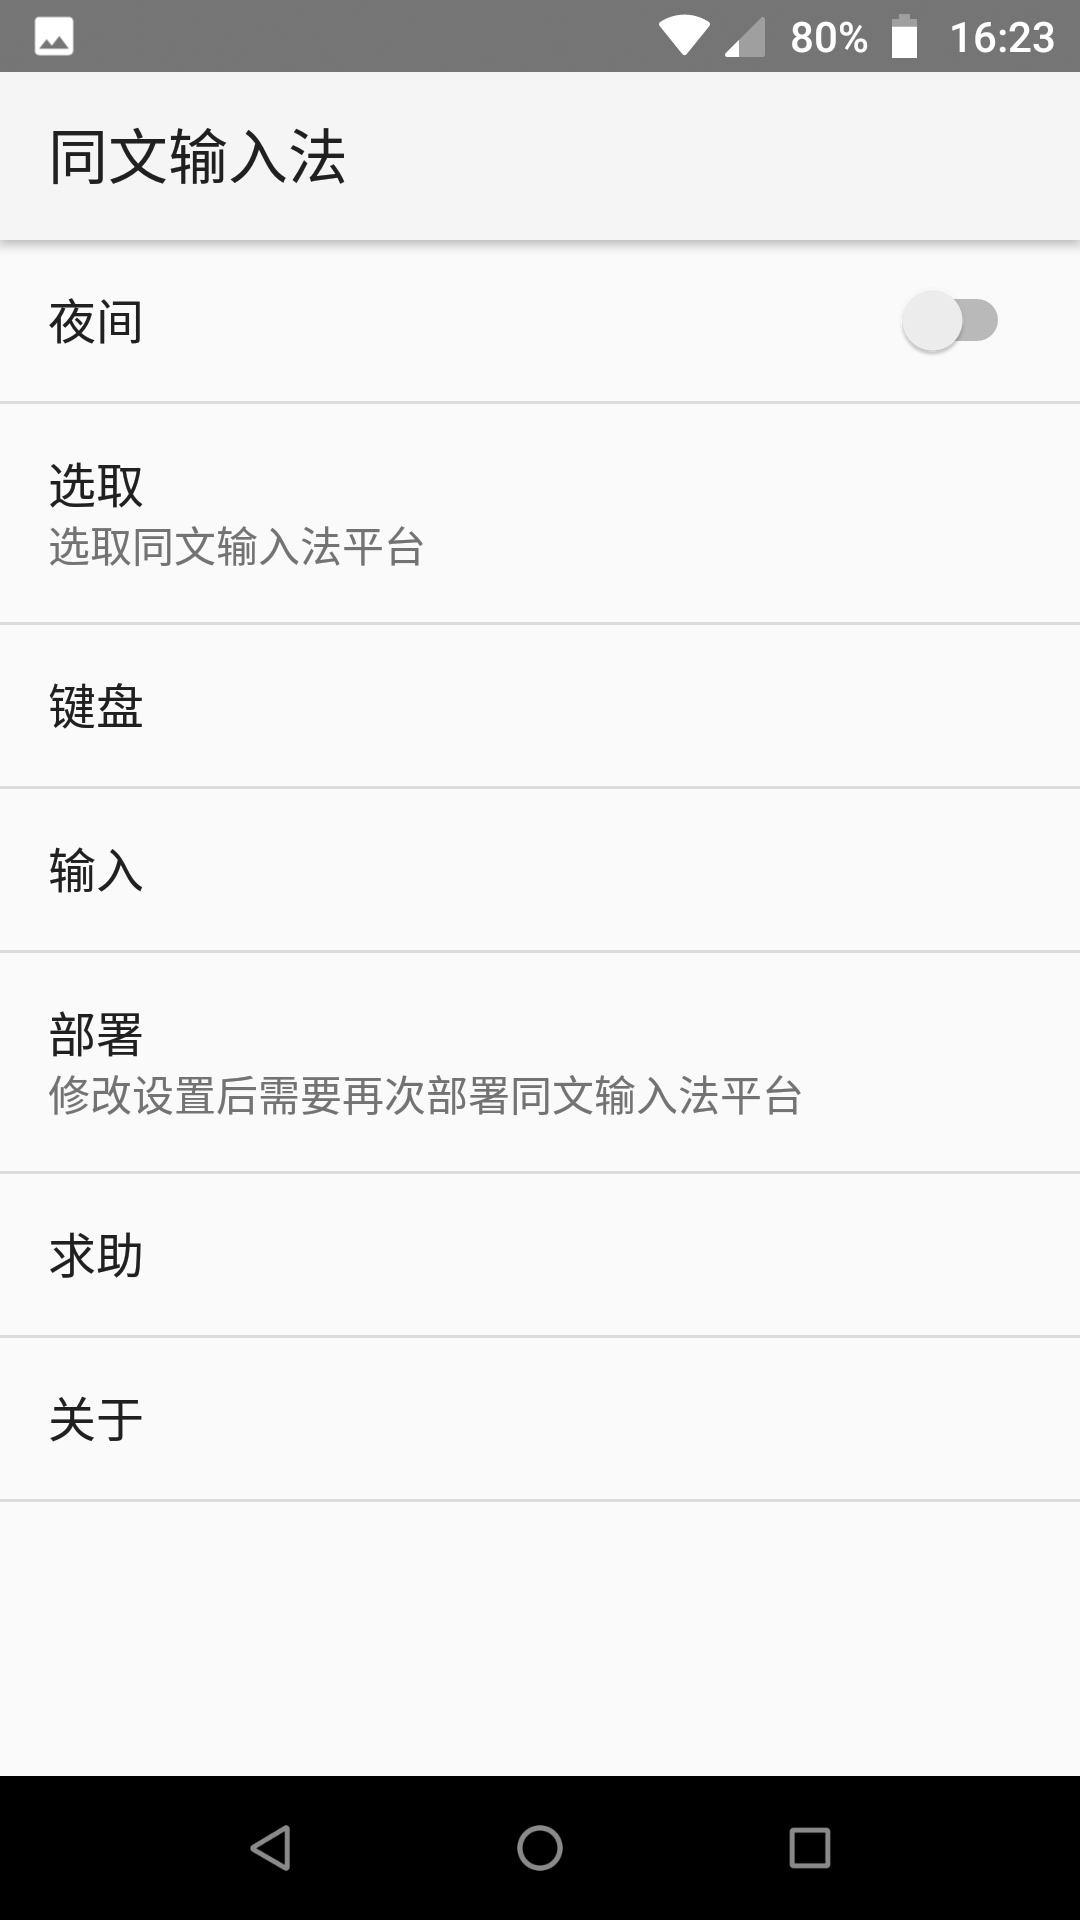 80% 16:23
同文输入法
夜间
选取
选取同文输入法平台
键盘
输入
部署
修改设置后需要再次部署同文输入法平台
求助
关于